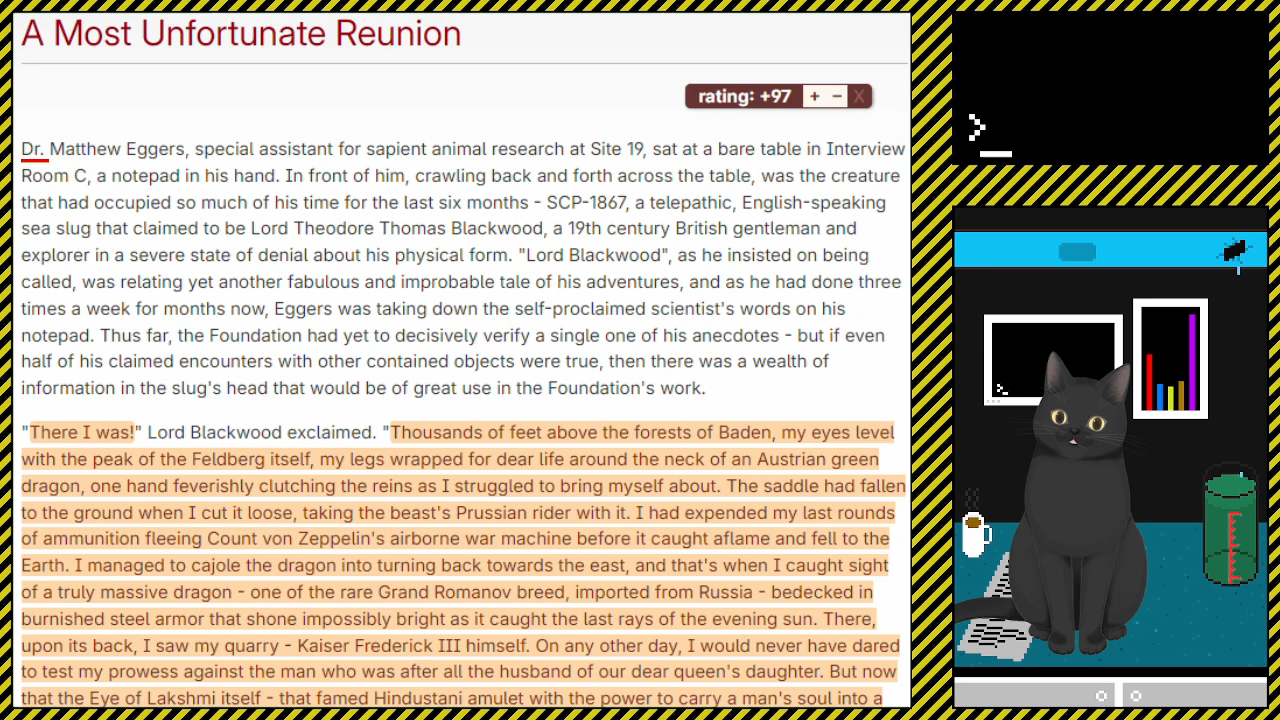 A Most Unfortunate Reunion
rating: +97 + − X
Dr. Matthew Eggers, special assistant for sapient animal research at Site 19, sat at a bare table in Interview
Room C, a notepad in his hand. In front of him, crawling back and forth across the table, was the creature
that had occupied so much of his time for the last six months - SCP-1867, a telepathic, English-speaking
sea slug that claimed to be Lord Theodore Thomas Blackwood, a 19th century British gentleman and
explorer in a severe state of denial about his physical form. "Lord Blackwood", as he insisted on being
called, was relating yet another fabulous and improbable tale of his adventures, and as he had done three
times a week for months now, Eggers was taking down the self-proclaimed scientist's words on his
notepad. Thus far, the Foundation had yet to decisively verify a single one of his anecdotes - but if even
half of his claimed encounters with other contained objects were true, then there was a wealth of
information in the slug's head that would be of great use in the Foundation's work.
"There I was!" Lord Blackwood exclaimed. "Thousands of feet above the forests of Baden, my eyes level
with the peak of the Feldberg itself, my legs wrapped for dear life around the neck of an Austrian green
dragon, one hand feverishly clutching the reins as I struggled to bring myself about. The saddle had fallen
to the ground when I cut it loose, taking the beast's Prussian rider with it. I had expended my last rounds
of ammunition fleeing Count von Zeppelin's airborne war machine before it caught aflame and fell to the
Earth. I managed to cajole the dragon into turning back towards the east, and that's when I caught sight
of a truly massive dragon - one of the rare Grand Romanov breed, imported from Russia - bedecked in
burnished steel armor that shone impossibly bright as it caught the last rays of the evening sun. There,
upon its back, I saw my quarry - Kaiser Frederick III himself. On any other day, I would never have dared
to test my prowess against the man who was after all the husband of our dear queen's daughter. But now
that the Eye of Lakshmi itself - that famed Hindustani amulet with the power to carry a man's soul into a
>_